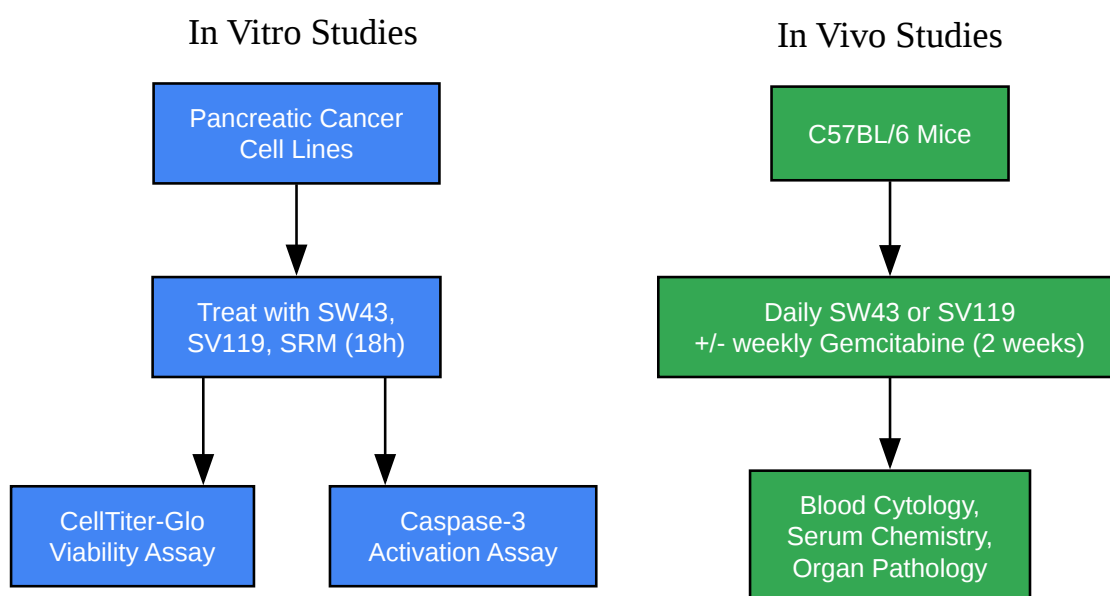 In Vitro Studies
Pancreatic Cancer
Cell Lines
Treat with SW43,
SV119, SRM (18h)
CellTiter-Glo
Viability Assay
Caspase-3
Activation Assay
In Vivo Studies
C57BL/6 Mice
Daily SW43 or SV119
+/- weekly Gemcitabine (2 weeks)
Blood Cytology,
Serum Chemistry,
Organ Pathology